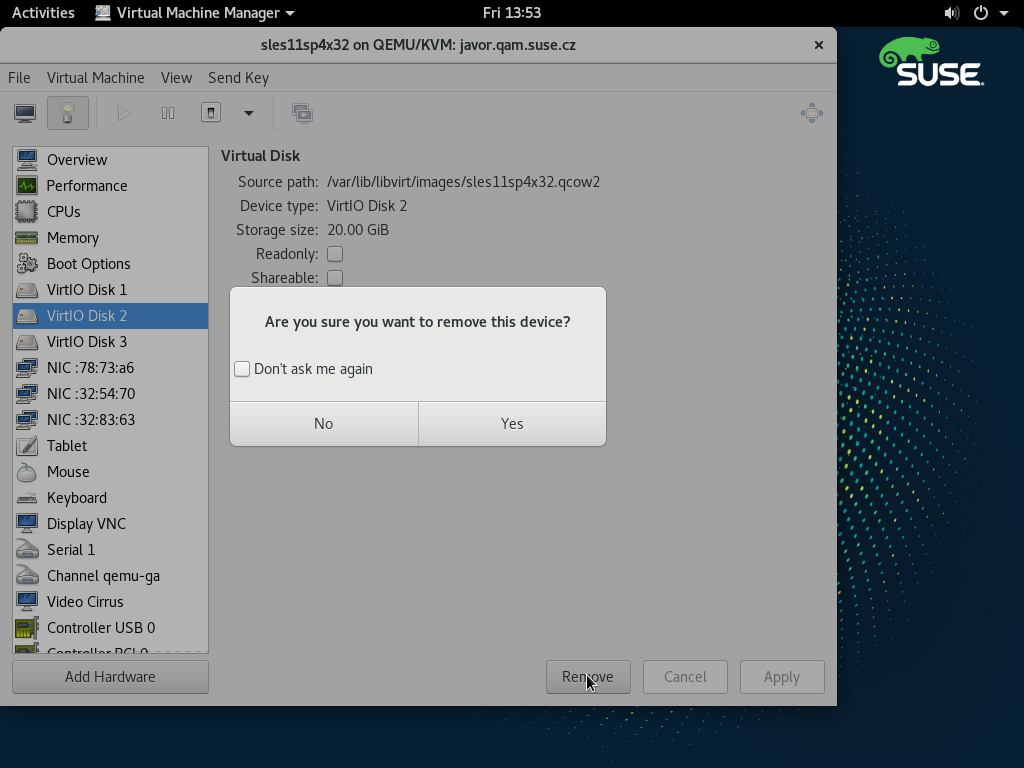 Activities Virtual Machine Manager Fri 13:53
sles11sp4x32 on QEMU/KVM: javor.qam.suse.cz
SUSE
File Virtual Machine View Send Key
Overview
Performance
CPUs
Memory
Boot Options
VirtIO Disk 1
VirtIO Disk 2
VirtIO Disk 3
NIC :78:73:a6
NIC :32:54:70
NIC :32:83:63
Tablet
Mouse
Keyboard
Display VNC
Serial 1
Channel qemu-ga
Video Cirrus
Controller USB 0
Controller PCI 0
Add Hardware
Virtual Disk
Source path: /var/lib/libvirt/images/sles11sp4x32.qcow2
Device type: VirtIO Disk 2
Storage size: 20.00 GiB
Readonly:
Shareable:
Are you sure you want to remove this device?
Don't ask me again
No Yes
Remove Cancel Apply